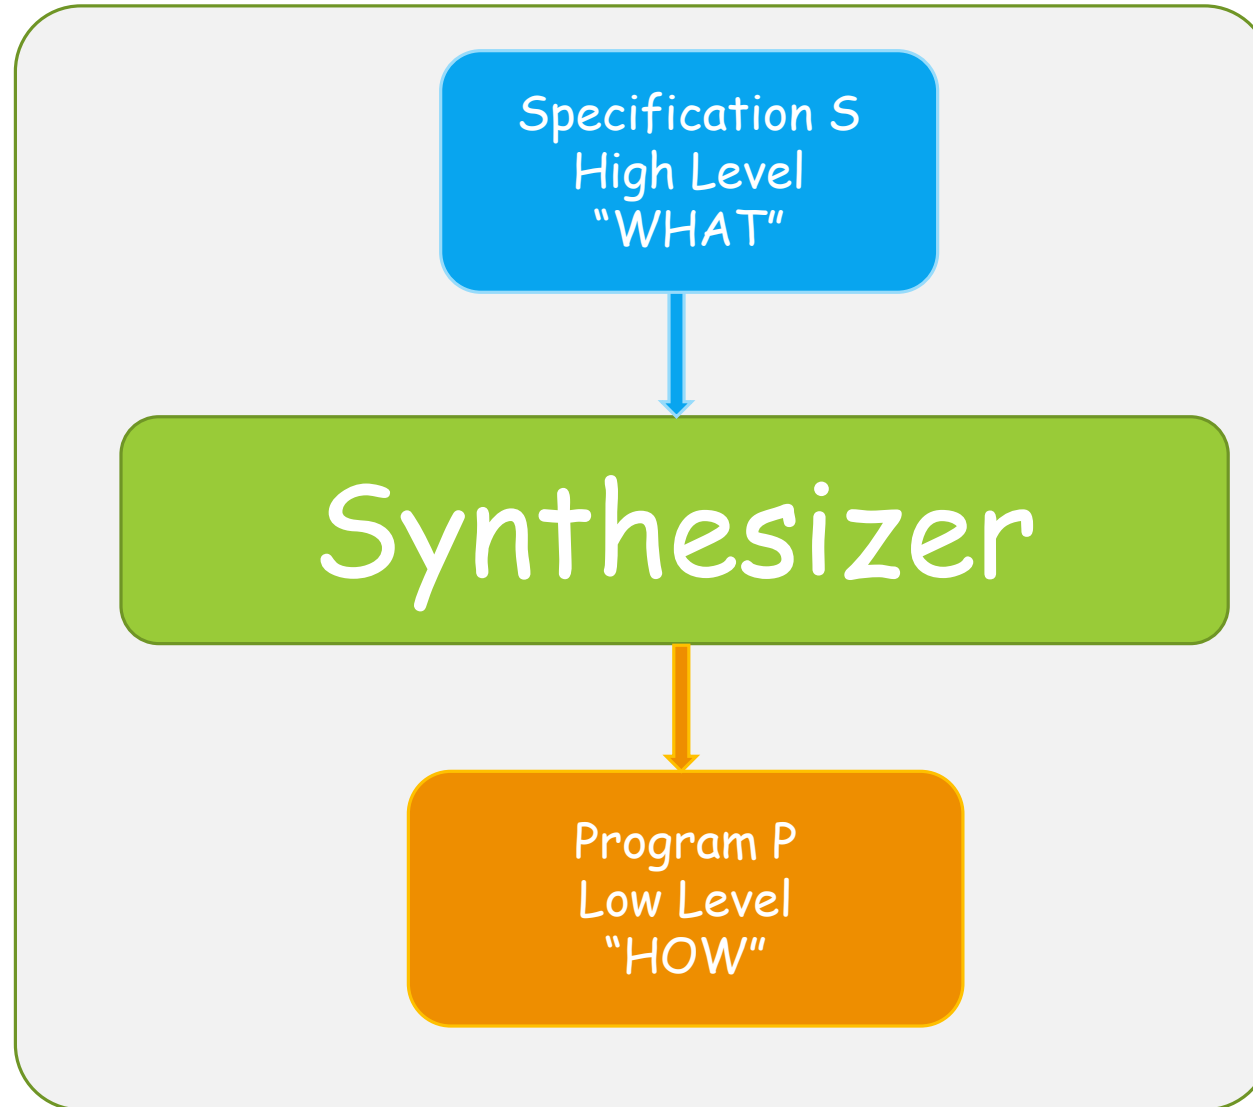 Specification S
High Level
“WHAT”
Synthesizer
Program P
Low Level
“HOW”